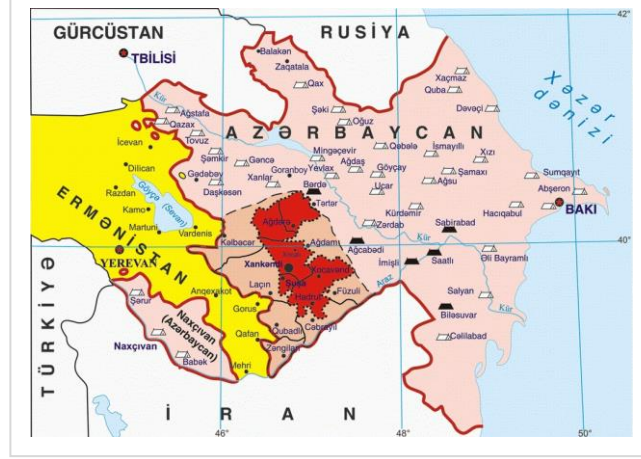 42°
GÜRCÜSTAN
RUSİYA
TBİLİSİ
Balakən
Zaqatala
Qax
Xaçmaz
Quba
Dəvəçi
Xəzər
dənizi
Kür
Şəki
Oğuz
Ağstafa
Qazax
Tovuz
AZƏRBAYCAN
İcevan
Şəmkir
Gəncə
Mingəçevir
Qəbələ
İsmayıllı
Xızı
Dilican
Gədəbəy
Xanlar
Goranboy
Yevlax
Ağdaş
Göyçay
Şamaxı
Sumqayıt
Razdan
Daşkəsən
Bərdə
Ucar
Ağsu
Abşeron
ERMƏNİSTAN
Göyçə (Sevan)
Kamo
Tərtər
Kürdəmir
Hacıqabul
BAKI
Martuni
Vardenis
Ağdərə
Zərdab
Sabirabad
Kür
40°
YEREVAN
Kəlbəcər
Ağdam
Ağcabədi
İmişli
Saatlı
Əli Bayramlı
Xankəndi
Xocavənd
Şərur
Anqexakot
Laçın
Şuşa
Füzuli
Araz
Salyan
Kür
Naxçıvan
(Azərbaycan)
Gorus
Hadrut
Biləsuvar
Naxçıvan
Qafan
Qubadlı
Cəbrayıl
Cəlilabad
Babək
Mehri
Zəngilan
TÜRKİYƏ
İRAN
46°
48°
50°